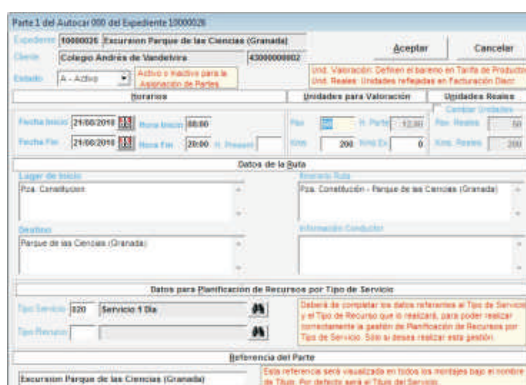 Parte 1 del Autocar 000 del Expediente 10000026
Expediente 10000026 Excursion Parque de las Ciencias (Granada)
Cliente Colegio Andrés de Vandelvira 43000000002
Aceptar Cancelar
Estado A - Activo
Activo o Inactivo para la
Asignación de Partes.
Und. Valoración: Definen el baremo en Tarifa de Productos
Und. Reales: Unidades reflejadas en Facturación Discr.
Horarios Unidades para Valoración Unidades Reales
Cambiar Unidades
Fecha Inicio 21/06/2010 Hora Inicio 08:00 Pax H. Parte 12,00 Pax. Reales 50
Fecha Fin 21/06/2010 Hora Fin 20:00 H. Present Kms 200 Kms Ex. 0 Kms. Reales 200
Datos de la Ruta
Lugar de Inicio Itinerario Ruta
Pza. Constitucion Pza. Constitución - Parque de las Ciencias (Granada)
Destino Información Conductor
Parque de las Ciencias (Granada)
Datos para Planificación de Recursos por Tipo de Servicio
Tipo Servicio 020 Servicio 1 Dia
Tipo Recurso
Deberá de completar los datos referentes al Tipo de Servicio
y el Tipo de Recurso que lo realizará, para poder realizar
correctamente la gestión de Planificación de Recursos por
Tipo de Servicio. Sólo si desea realizar esta gestión.
Referencia del Parte
Excursion Parque de las Ciencias (Granada)
Esta referencia será visualizada en todos los montajes bajo el nombre
de Título. Por defecto será el Título del Servicio.